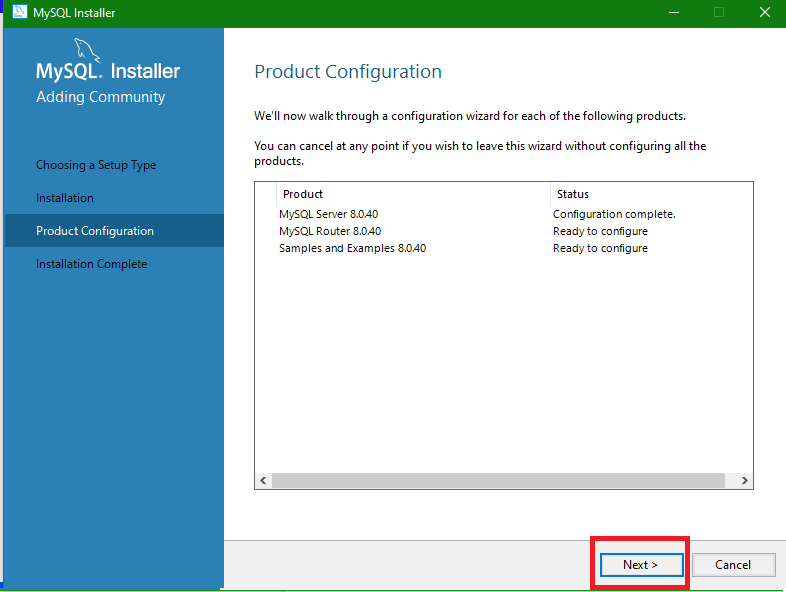 MySQL Installer
MySQL. Installer
Adding Community
Choosing a Setup Type
Installation
Product Configuration
Installation Complete
Product Configuration
We'll now walk through a configuration wizard for each of the following products.
You can cancel at any point if you wish to leave this wizard without configuring all the
products.
Product Status
MySQL Server 8.0.40 Configuration complete.
MySQL Router 8.0.40 Ready to configure
Samples and Examples 8.0.40 Ready to configure
Next > Cancel